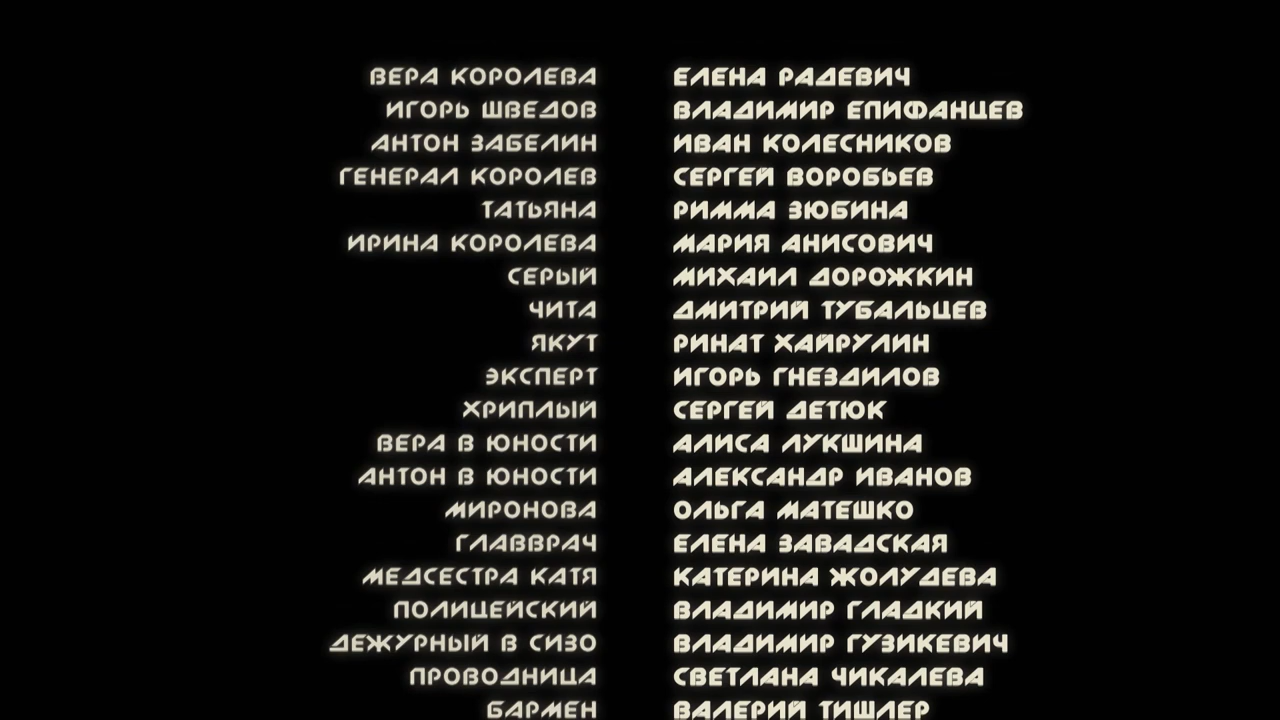 ВЕРА КОРОЛЕВА ЕЛЕНА РАДЕВИЧ
ИГОРЬ ШВЕДОВ ВЛАДИМИР ЕПИФАНЦЕВ
АНТОН ЗАБЕЛИН ИВАН КОЛЕСНИКОВ
ГЕНЕРАЛ КОРОЛЕВ СЕРГЕЙ ВОРОБЬЕВ
ТАТЬЯНА РИММА ЗЮБИНА
ИРИНА КОРОЛЕВА МАРИЯ АНИСОВИЧ
СЕРЫЙ МИХАИЛ ДОРОЖКИН
ЧИТА ДМИТРИЙ ТУБАЛЬЦЕВ
ЯКУТ РИНАТ ХАЙРУЛИН
ЭКСПЕРТ ИГОРЬ ГНЕЗДИЛОВ
ХРИПЛЫЙ СЕРГЕЙ ДЕТЮК
ВЕРА В ЮНОСТИ АЛИСА ЛУКШИНА
АНТОН В ЮНОСТИ АЛЕКСАНДР ИВАНОВ
МИРОНОВА ОЛЬГА МАТЕШКО
ГЛАВВРАЧ ЕЛЕНА ЗАВАДСКАЯ
МЕДСЕСТРА КАТЯ КАТЕРИНА ЖОЛУДЕВА
ПОЛИЦЕЙСКИЙ ВЛАДИМИР ГЛАДКИЙ
ДЕЖУРНЫЙ В СИЗО ВЛАДИМИР ГУЗИКЕВИЧ
ПРОВОДНИЦА СВЕТЛАНА ЧИКАЛЕВА
БАРМЕН ВАЛЕРИЙ ТИШЛЕР